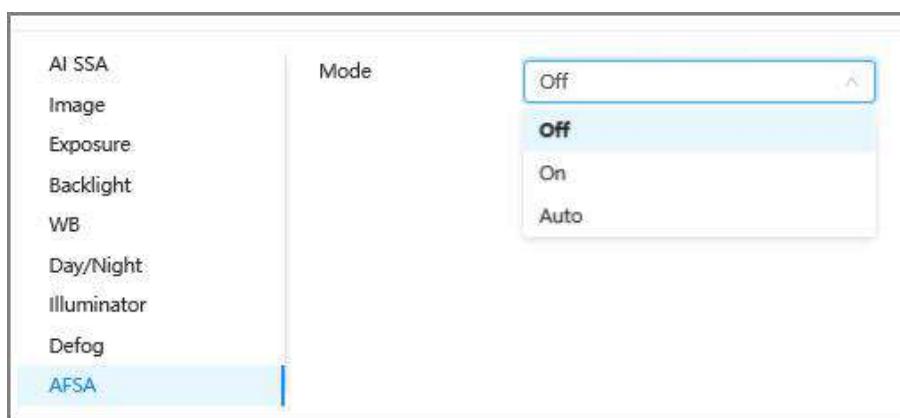 AI SSA
Image
Exposure
Backlight
WB
Day/Night
Illuminator
Defog
AFSA
Mode
Off
Off
On
Auto